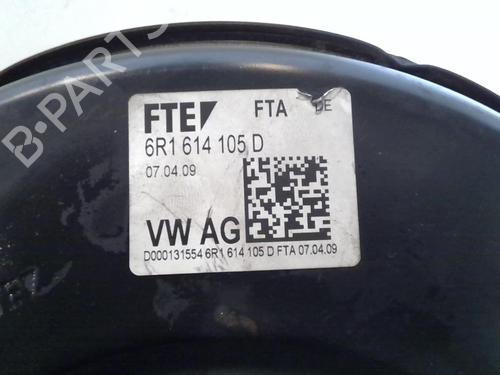 B-PARTS
FTE FTA DE
6R1 614 105 D
07.04.09
VW AG
D000131554 6R1 614 105 D FTA 07.04.09